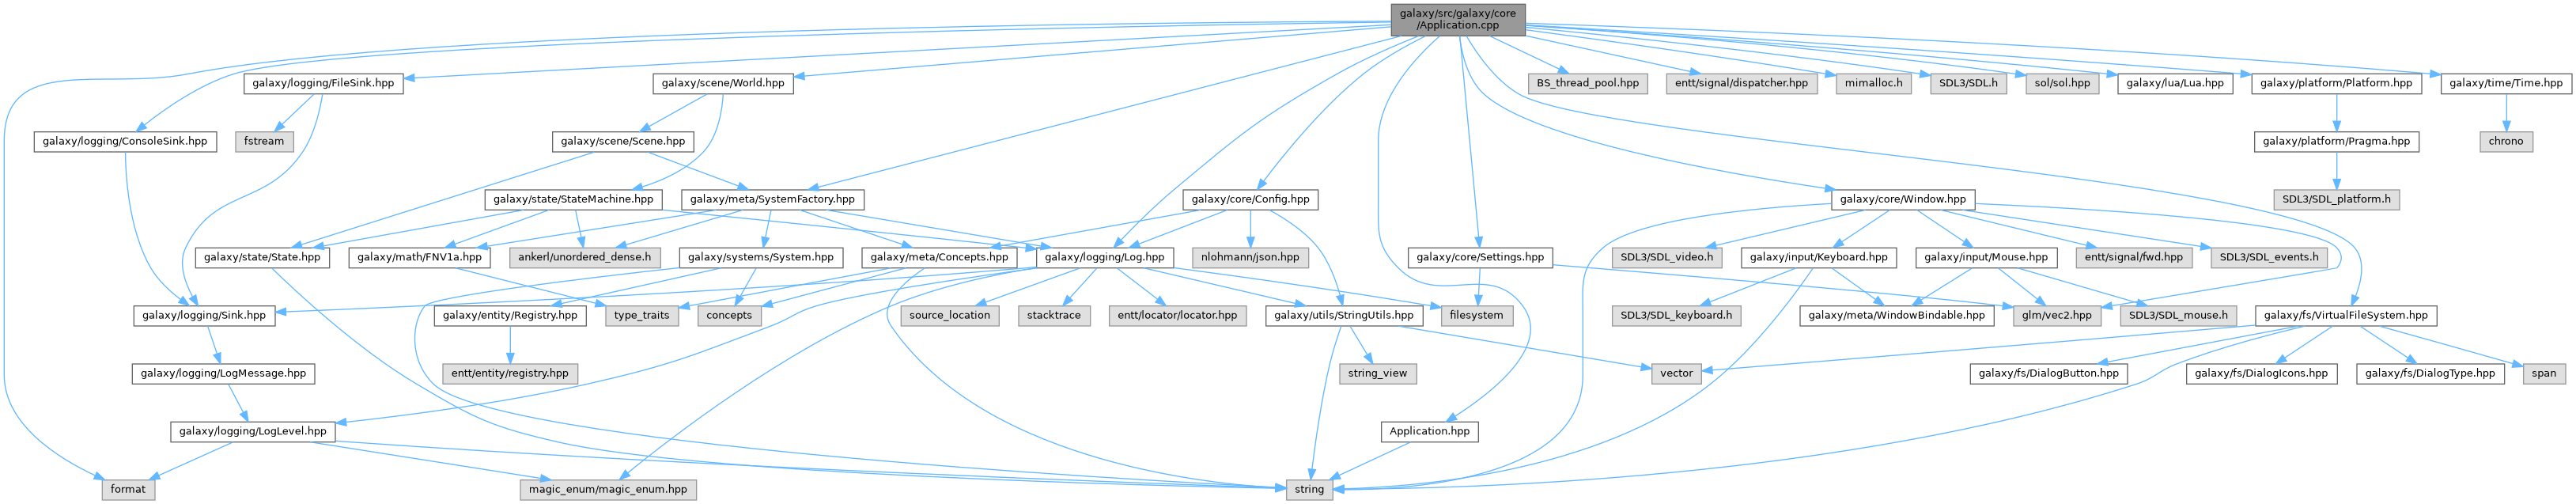 galaxy/src/galaxy/core
/Application.cpp
galaxy/logging/FileSink.hpp
galaxy/scene/World.hpp
BS_thread_pool.hpp
entt/signal/dispatcher.hpp
mimalloc.h
SDL3/SDL.h
sol/sol.hpp
galaxy/lua/Lua.hpp
galaxy/platform/Platform.hpp
galaxy/time/Time.hpp
galaxy/logging/ConsoleSink.hpp
fstream
galaxy/scene/Scene.hpp
galaxy/platform/Pragma.hpp
chrono
galaxy/state/StateMachine.hpp
galaxy/meta/SystemFactory.hpp
galaxy/core/Config.hpp
galaxy/core/Window.hpp
SDL3/SDL_platform.h
galaxy/state/State.hpp
galaxy/math/FNV1a.hpp
ankerl/unordered_dense.h
galaxy/systems/System.hpp
galaxy/meta/Concepts.hpp
galaxy/logging/Log.hpp
nlohmann/json.hpp
galaxy/core/Settings.hpp
SDL3/SDL_video.h
galaxy/input/Keyboard.hpp
galaxy/input/Mouse.hpp
entt/signal/fwd.hpp
SDL3/SDL_events.h
galaxy/logging/Sink.hpp
galaxy/entity/Registry.hpp
type_traits
concepts
source_location
stacktrace
entt/locator/locator.hpp
galaxy/utils/StringUtils.hpp
filesystem
SDL3/SDL_keyboard.h
galaxy/meta/WindowBindable.hpp
glm/vec2.hpp
SDL3/SDL_mouse.h
galaxy/fs/VirtualFileSystem.hpp
galaxy/logging/LogMessage.hpp
entt/entity/registry.hpp
string_view
vector
galaxy/fs/DialogButton.hpp
galaxy/fs/DialogIcons.hpp
galaxy/fs/DialogType.hpp
span
galaxy/logging/LogLevel.hpp
Application.hpp
format
magic_enum/magic_enum.hpp
string